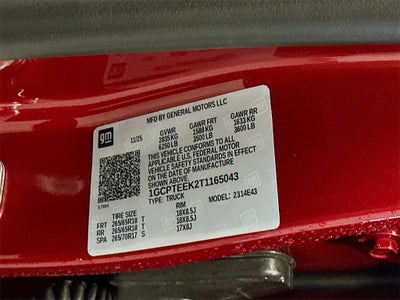 gm
MFD BY GENERAL MOTORS LLC
11/25 GVWR GAWR FRT GAWR RR
2835 KG 1588 KG 1633 KG
6250 LB 3500 LB 3600 LB
THIS VEHICLE CONFORMS TO ALL
APPLICABLE U.S. FEDERAL MOTOR
VEHICLE SAFETY STANDARDS IN EFFECT
ON THE DATE OF MANUFACTURE SHOWN ABOVE
1GCPTEEK2T1165043
TYPE: TRUCK MODEL: 2314E43
TIRE SIZE RIM
FRT 265/65R18 T 18X8.5J
RR 265/65R18 T 18X8.5J
SPA 265/70R17 S 17X8J